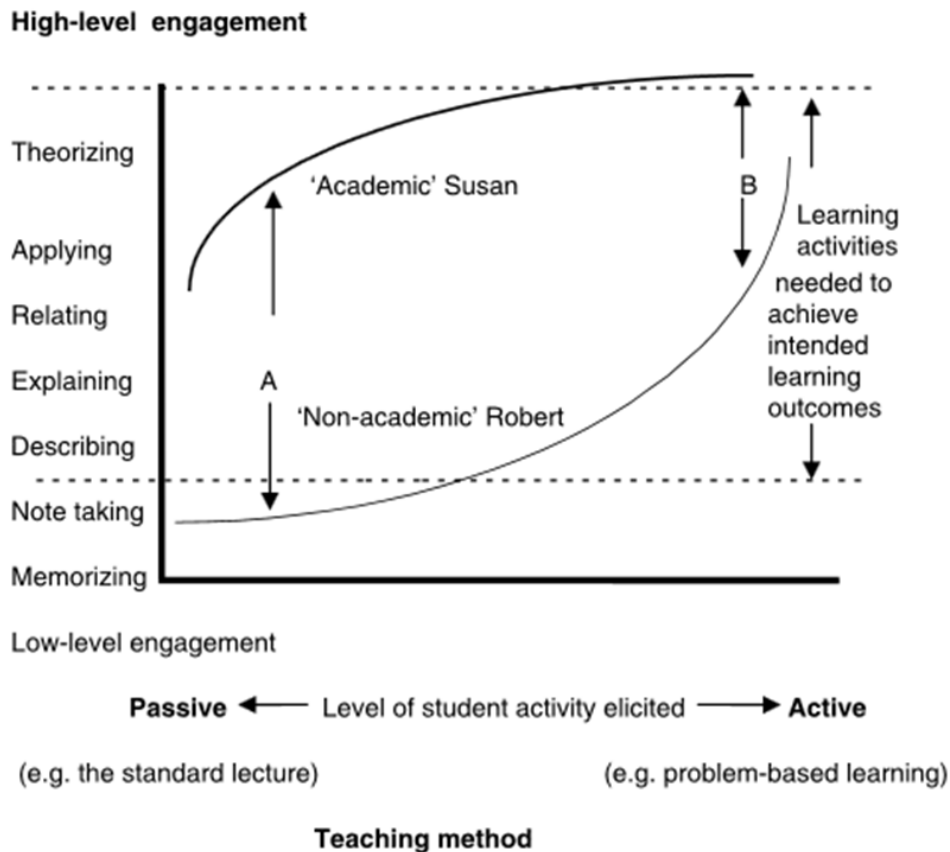 High-level engagement
Theorizing
'Academic' Susan
B
Learning
activities
needed to
achieve
intended
learning
outcomes
Applying
Relating
Explaining
A
'Non-academic' Robert
Describing
Note taking
Memorizing
Low-level engagement
Passive Level of student activity elicited Active
(e.g. the standard lecture) (e.g. problem-based learning)
Teaching method